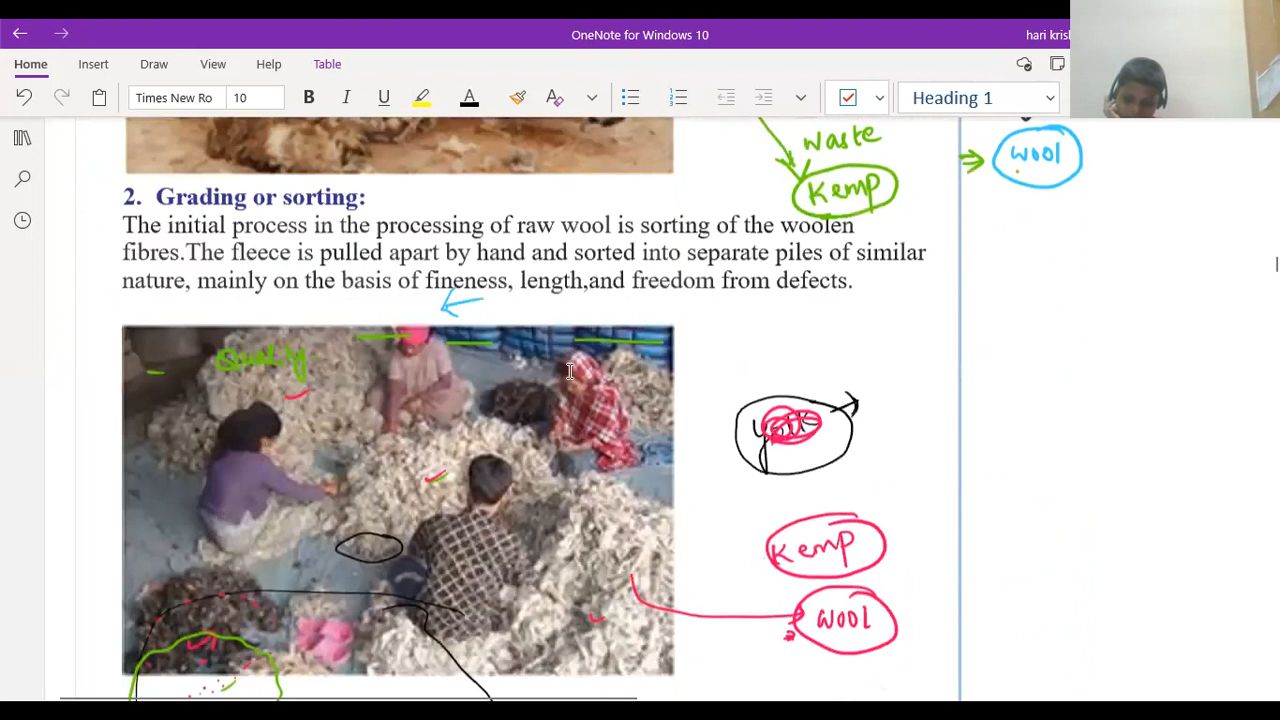 OneNote for Windows 10
hari krisl
Home Insert Draw View Help Table
Times New Ro 10 B I U A Heading 1
waste
Kemp
wool
2. Grading or sorting:
The initial process in the processing of raw wool is sorting of the woolen
fibres.The fleece is pulled apart by hand and sorted into separate piles of similar
nature, mainly on the basis of fineness, length,and freedom from defects.
Quality
Kemp
wool